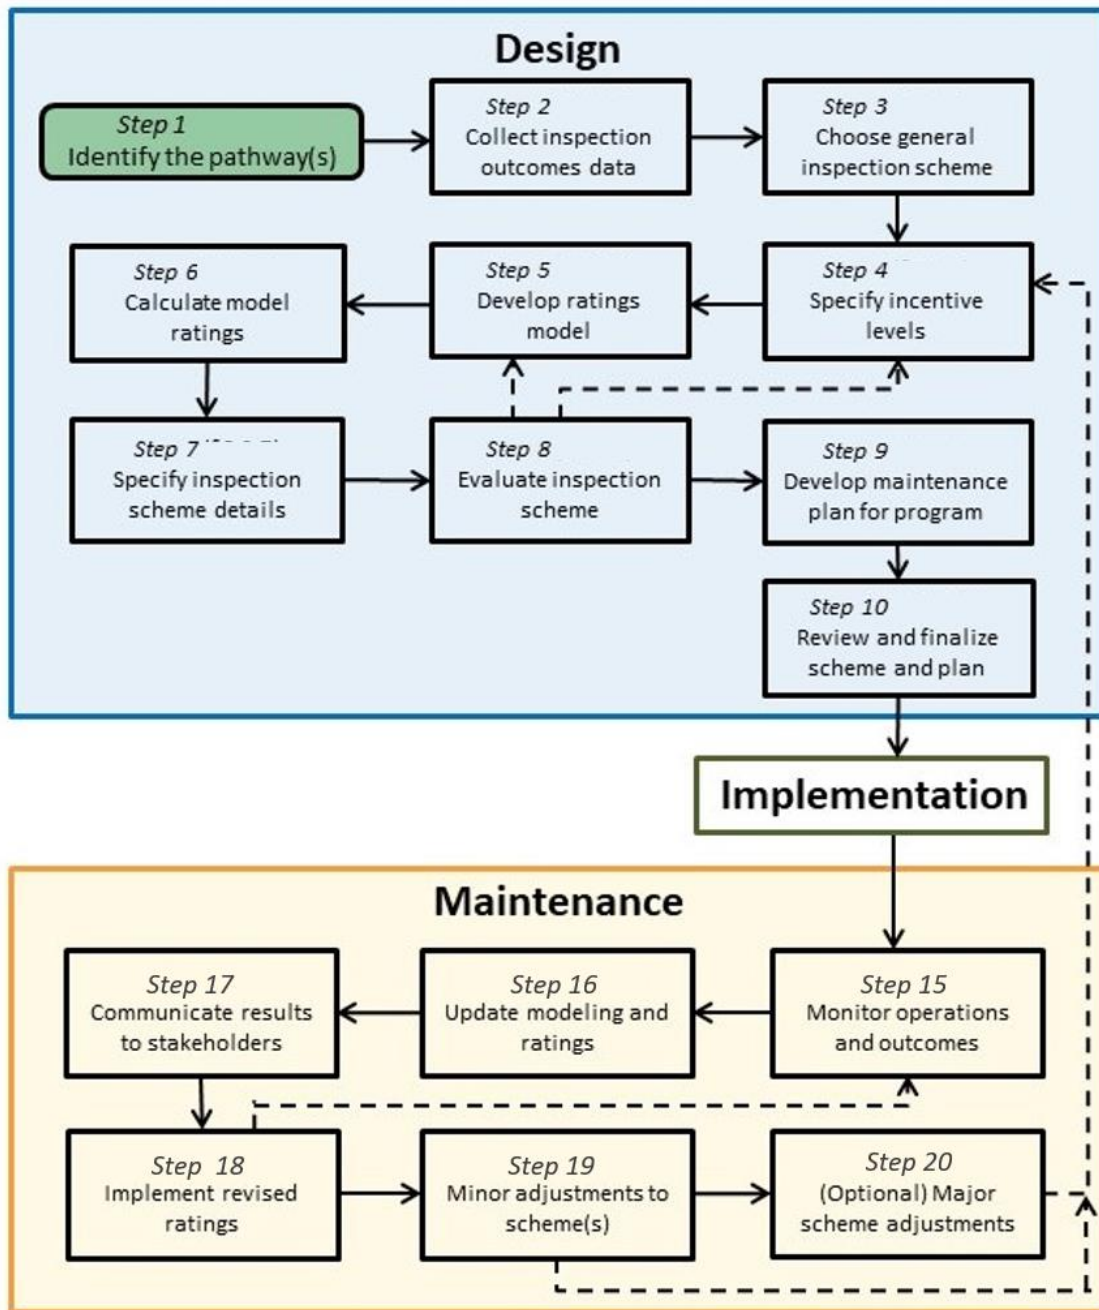 Design
Step 1
Identify the pathway(s)
Step 2
Collect inspection
outcomes data
Step 3
Choose general
inspection scheme
Step 4
Specify incentive
levels
Step 5
Develop ratings
model
Step 6
Calculate model
ratings
Step 7
Specify inspection
scheme details
Step 8
Evaluate inspection
scheme
Step 9
Develop maintenance
plan for program
Step 10
Review and finalize
scheme and plan
Implementation
Maintenance
Step 15
Monitor operations
and outcomes
Step 16
Update modeling and
ratings
Step 17
Communicate results
to stakeholders
Step 18
Implement revised
ratings
Step 19
Minor adjustments to
scheme(s)
Step 20
(Optional) Major
scheme adjustments